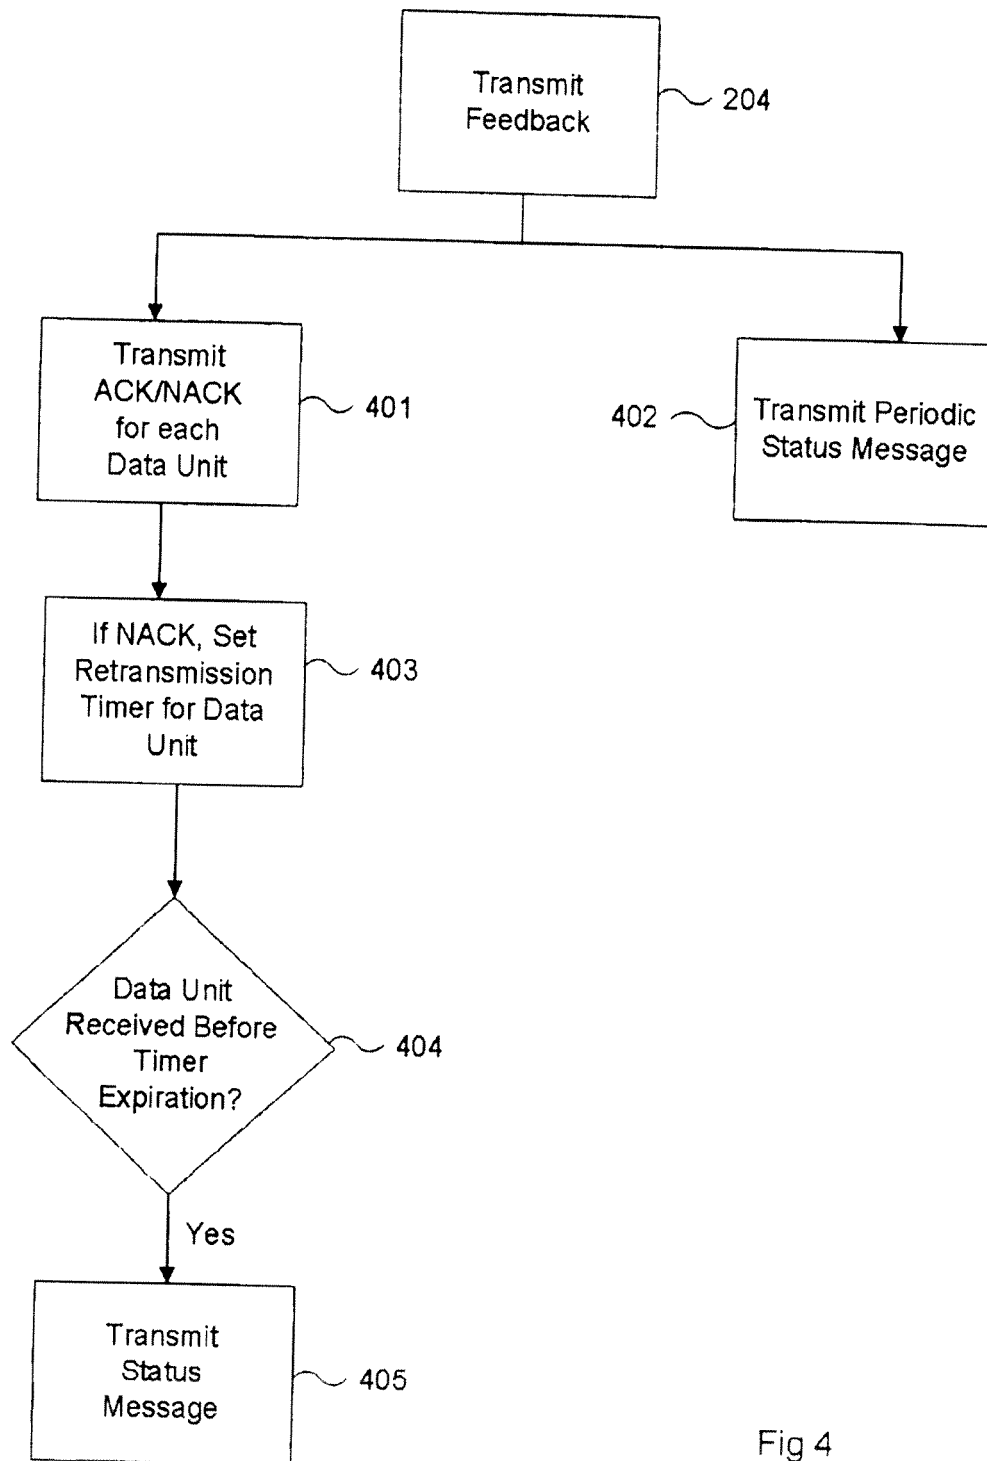 Transmit
Feedback
204
Transmit
ACK/NACK
for each
Data Unit
401
402
Transmit Periodic
Status Message
If NACK, Set
Retransmission
Timer for Data
Unit
403
Data Unit
Received Before
Timer
Expiration?
404
Yes
Transmit
Status
Message
405
Fig 4